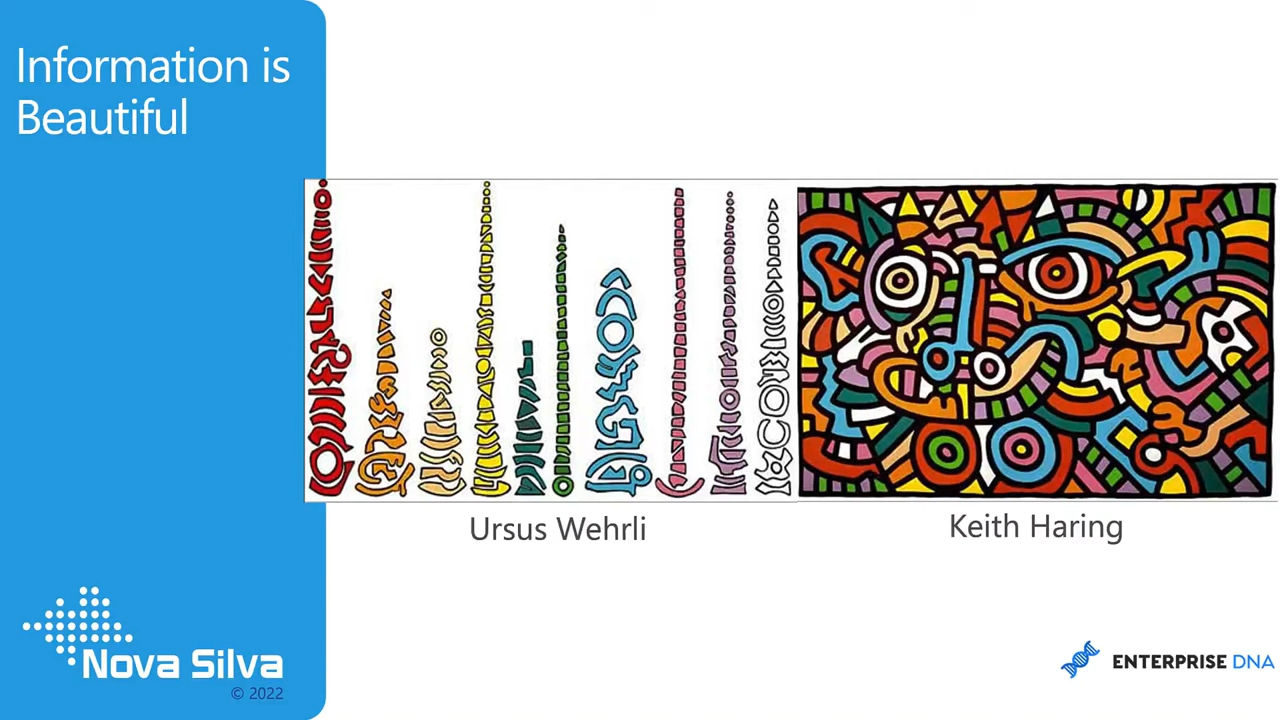 Information is
Beautiful
Ursus Wehrli
Keith Haring
Nova Silva
© 2022
ENTERPRISE DNA